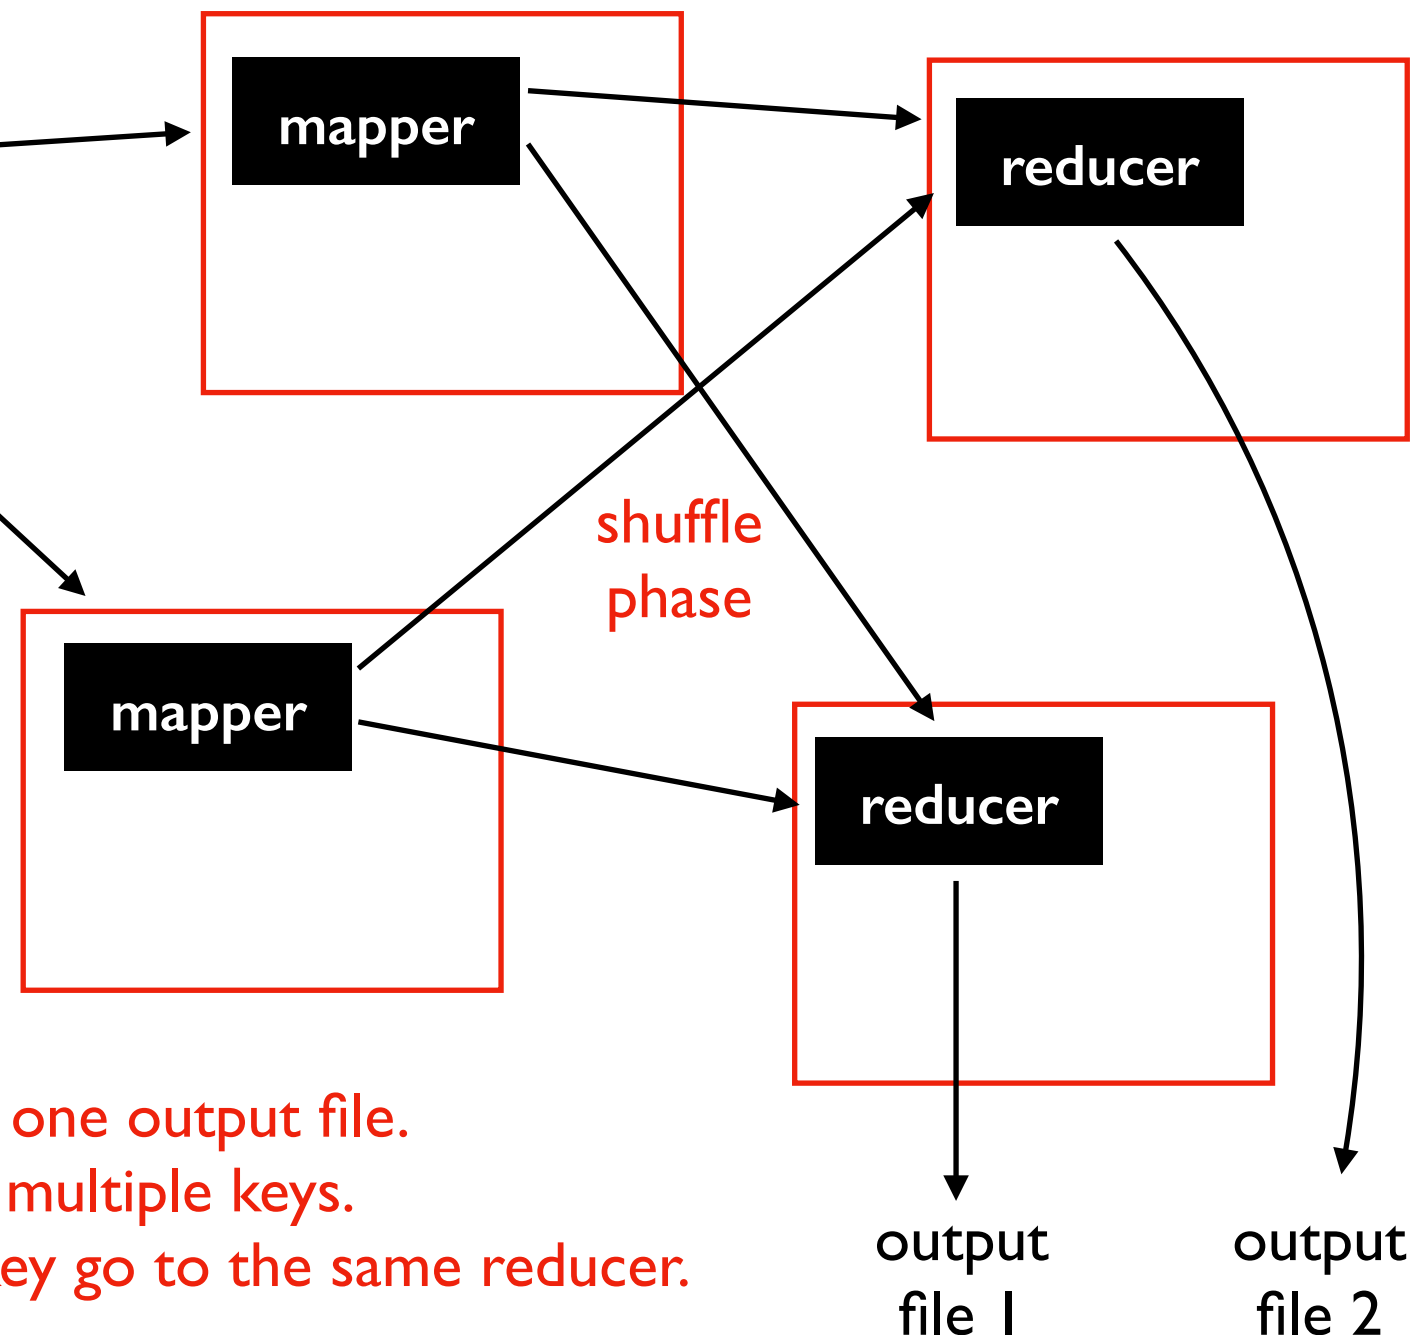 mapper
reducer
shuffle
phase
mapper
reducer
one output file.
multiple keys.
go to the same reducer.
output
file 1
output
file 2